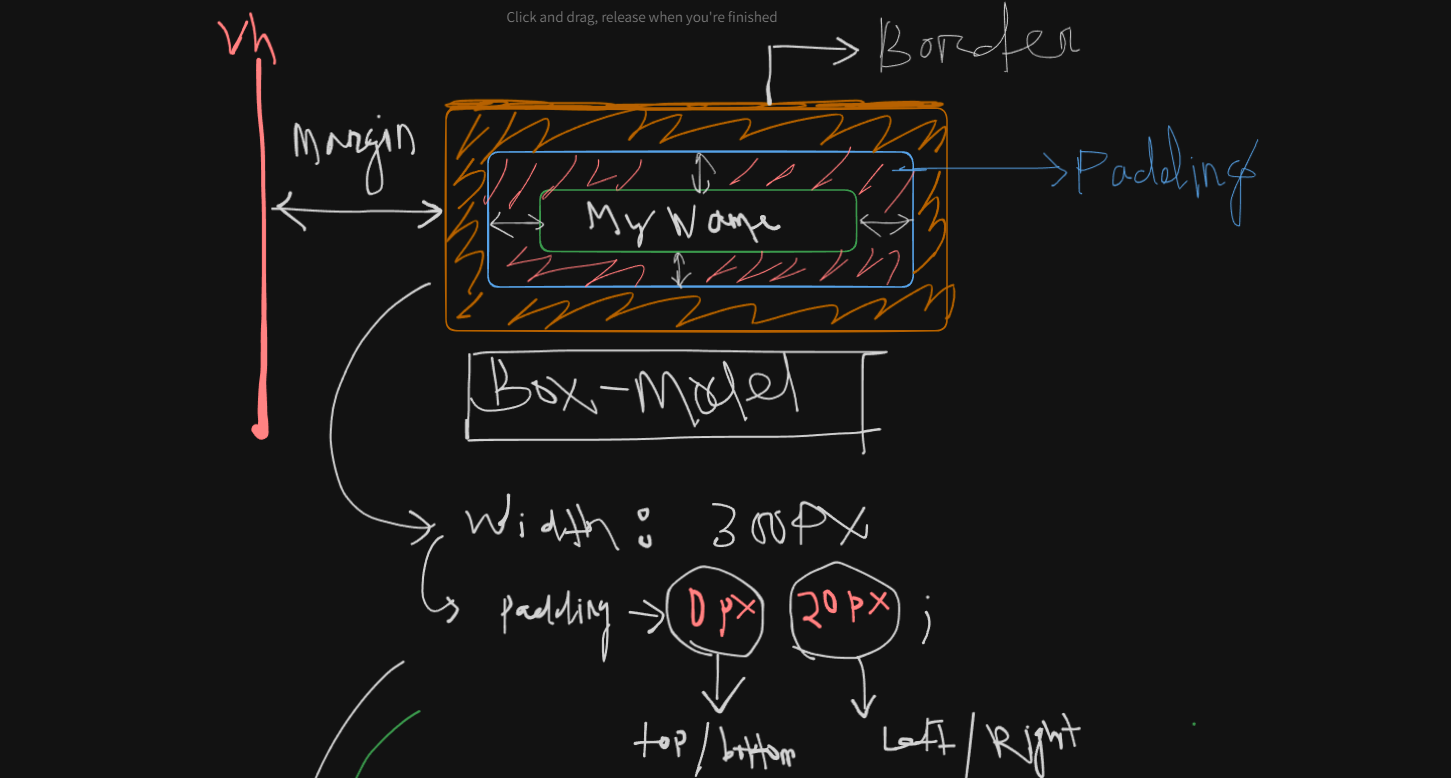 Click and drag, release when you're finished
vh
Border
Margin
Padding
My Name
Box-Model
Width: 300px
padding → 0px 20px ;
top/bottom
Left/Right